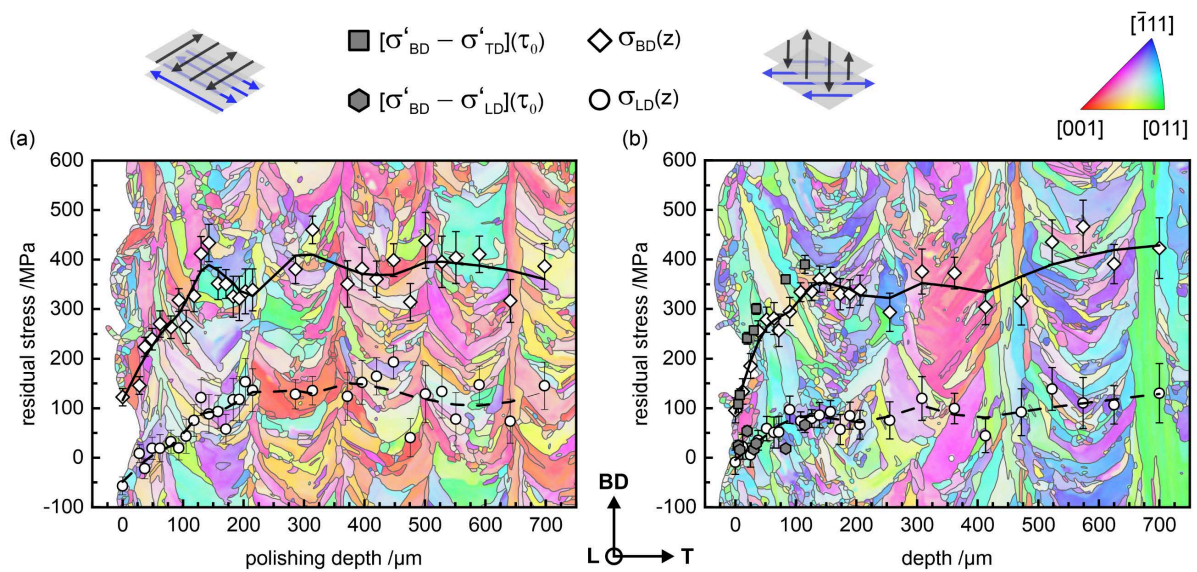 [σ‘BD − σ‘TD](τ0)
σBD(z)
[σ‘BD − σ‘LD](τ0)
σLD(z)
[1̅11]
[001]
[011]
(a)
600
500
400
300
200
100
0
-100
residual stress /MPa
0 100 200 300 400 500 600 700
polishing depth /µm
BD
L
T
(b)
600
500
400
300
200
100
0
-100
residual stress /MPa
0 100 200 300 400 500 600 700
depth /µm